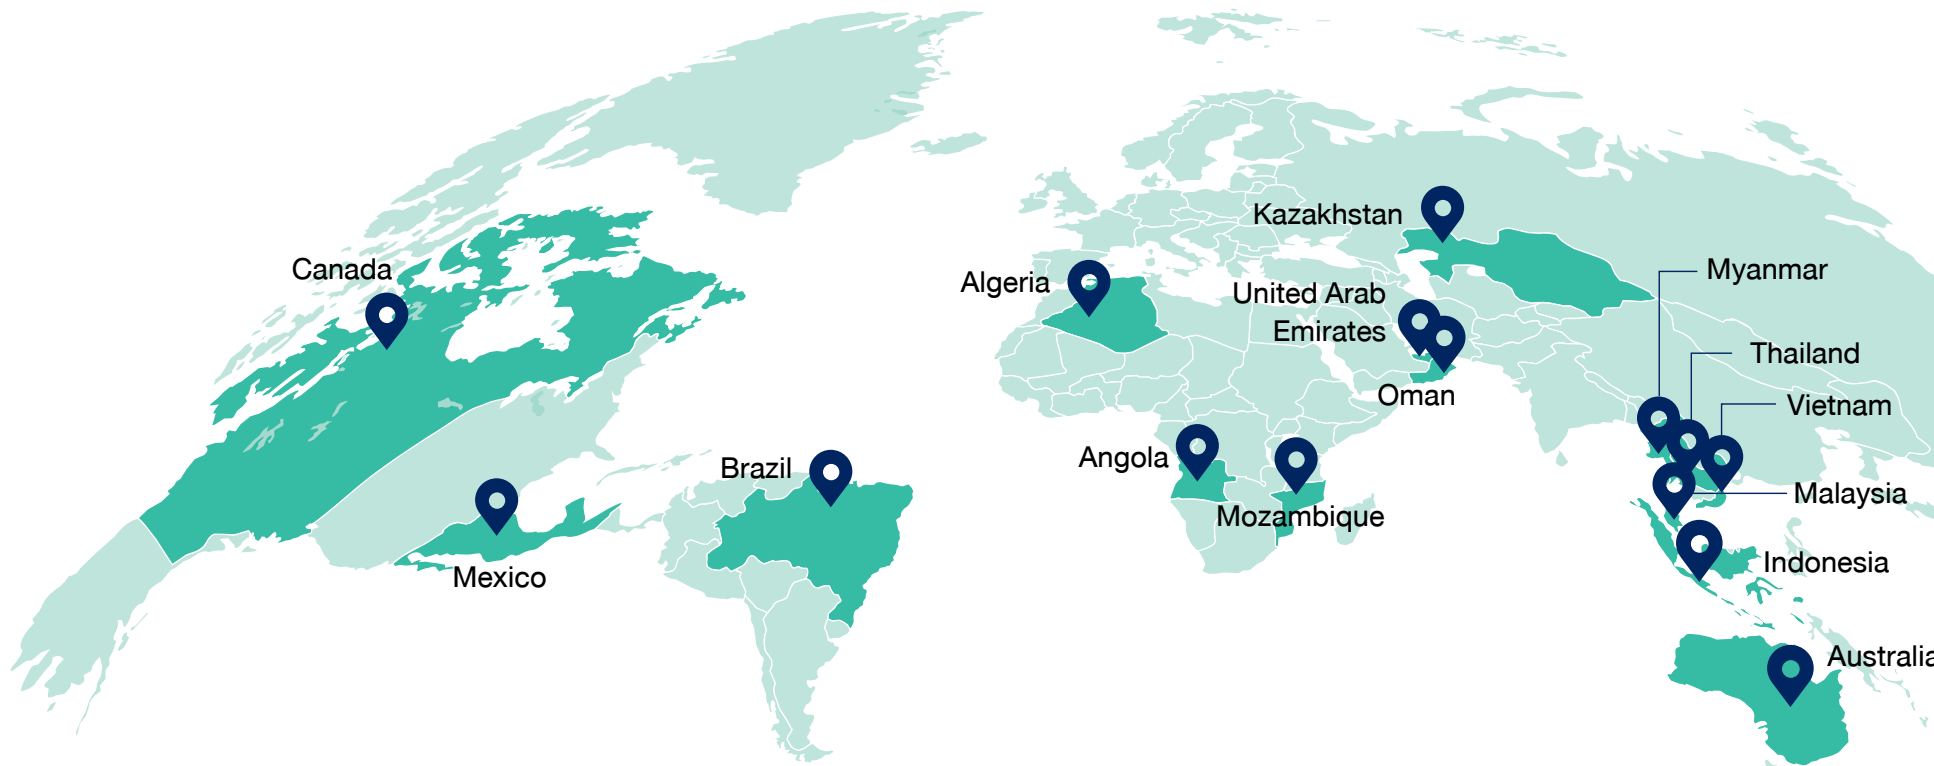 Kazakhstan
Canada
Algeria
Myanmar
United Arab
Emirates
Thailand
Oman
Vietnam
Angola
Brazil
Malaysia
Mozambique
Indonesia
Mexico
Australia